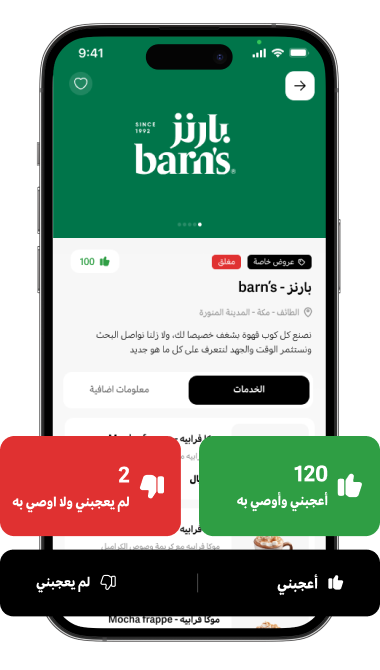 9:41
SINCE
1992
بارنز
barn's
100
مغلق
عروض خاصة
بارنز - barn's
الطائف - مكة - المدينة المنورة
نصنع كل كوب قهوة بشغف خصيصا لك، ولا زلنا نواصل البحث
ونستثمر الوقت والجهد لنتعرف على كل ما هو جديد
الخدمات
معلومات اضافية
120
أعجبني وأوصي به
2
لم يعجبني ولا اوصي به
موكا فرابيه مع كريمة وصوص الكراميل
أعجبني
لم يعجبني
موكا فرابيه - Mocha frappe